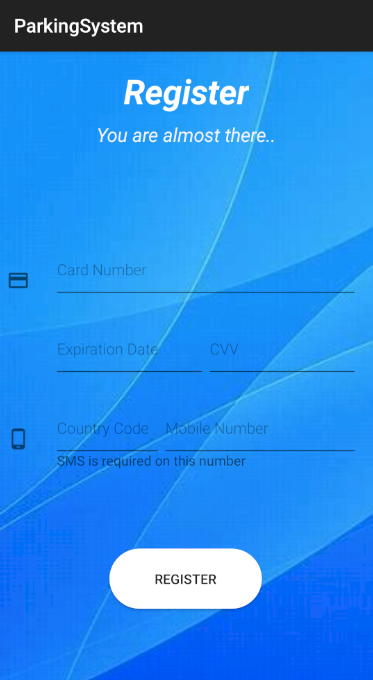 ParkingSystem
Register
You are almost there..
Card Number
Expiration Date CVV
Country Code Mobile Number
SMS is required on this number
REGISTER